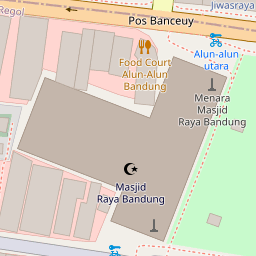 Regol
Jiwasraya
Pos Banceuy
Food Court
Alun-Alun
Bandung
Alun-alun
utara
Menara
Masjid
Raya Bandung
Masjid
Raya Bandung